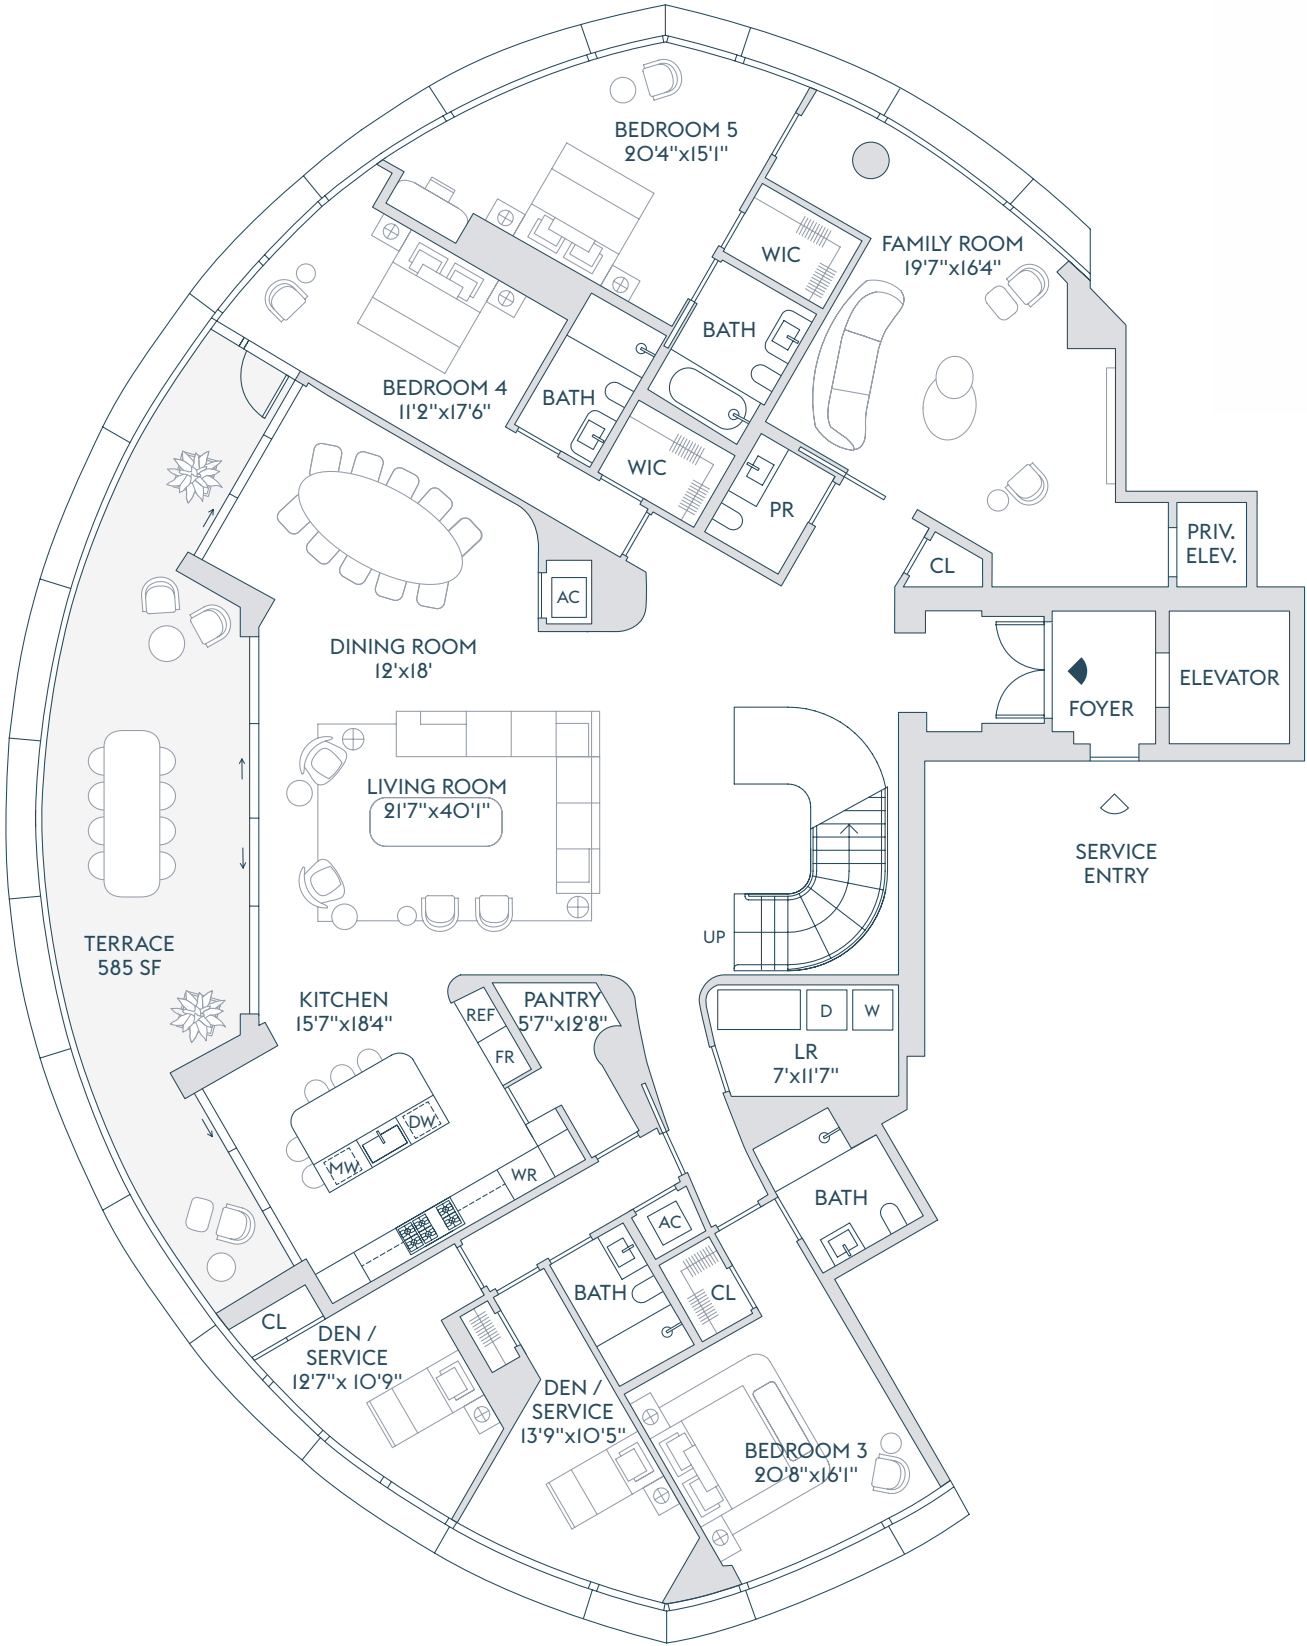 BEDROOM 5
20'4"x15'1"
WIC
FAMILY ROOM
19'7"x16'4"
BATH
BEDROOM 4
11'2"x17'6"
BATH
WIC
PR
PRIV.
ELEV.
CL
AC
DINING ROOM
12'x18'
ELEVATOR
FOYER
LIVING ROOM
21'7"x40'1"
SERVICE
ENTRY
UP
TERRACE
585 SF
KITCHEN
15'7"x18'4"
REF
PANTRY
5'7"x12'8"
D
W
FR
LR
7'x11'7"
DW
MW
WR
BATH
AC
BATH
CL
CL
DEN /
SERVICE
12'7"x 10'9"
DEN /
SERVICE
13'9"x10'5"
BEDROOM 3
20'8"x16'1"